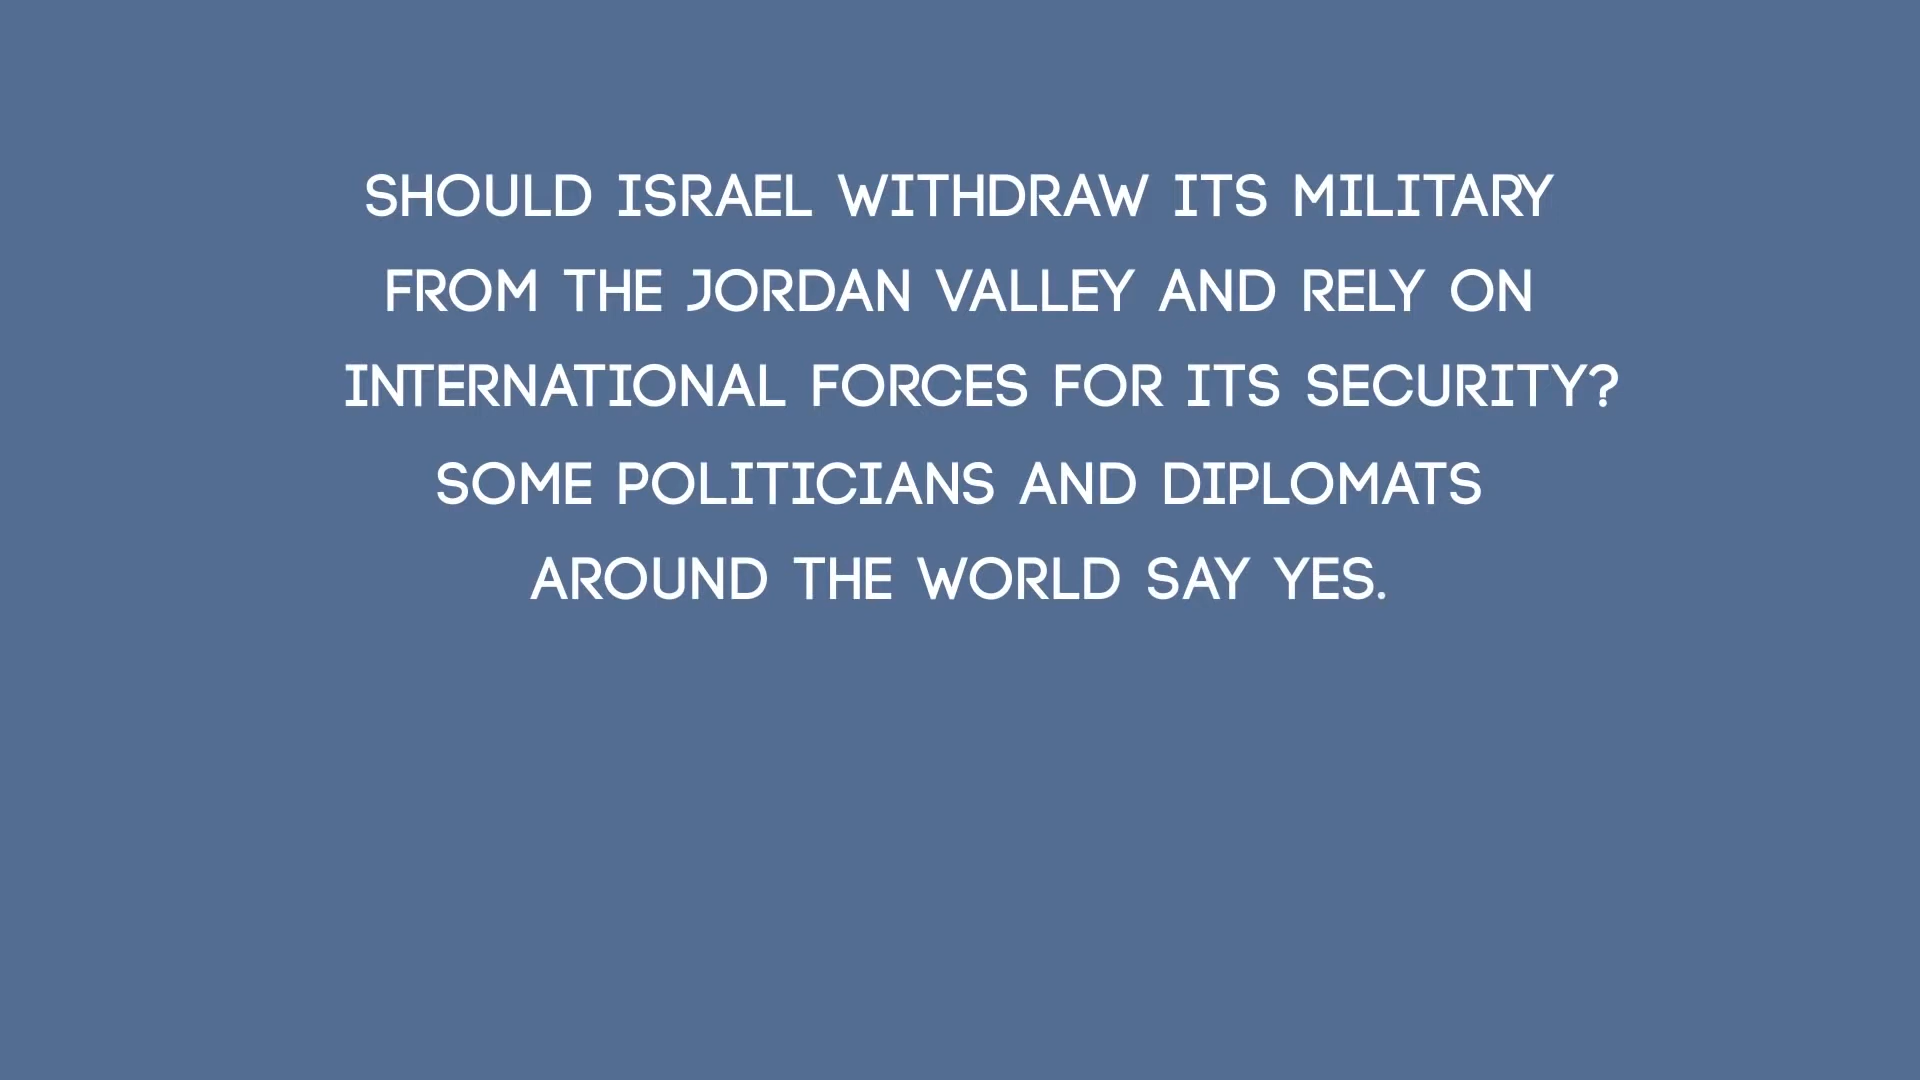 SHOULD ISRAEL WITHDRAW ITS MILITARY
FROM THE JORDAN VALLEY AND RELY ON
INTERNATIONAL FORCES FOR ITS SECURITY?
SOME POLITICIANS AND DIPLOMATS
AROUND THE WORLD SAY YES.